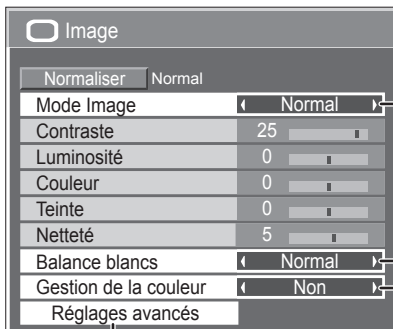 Image
Normaliser Normal
Mode Image Normal
Contraste 25
Luminosité 0
Couleur 0
Teinte 0
Netteté 5
Balance blancs Normal
Gestion de la couleur Non
Réglages avancés